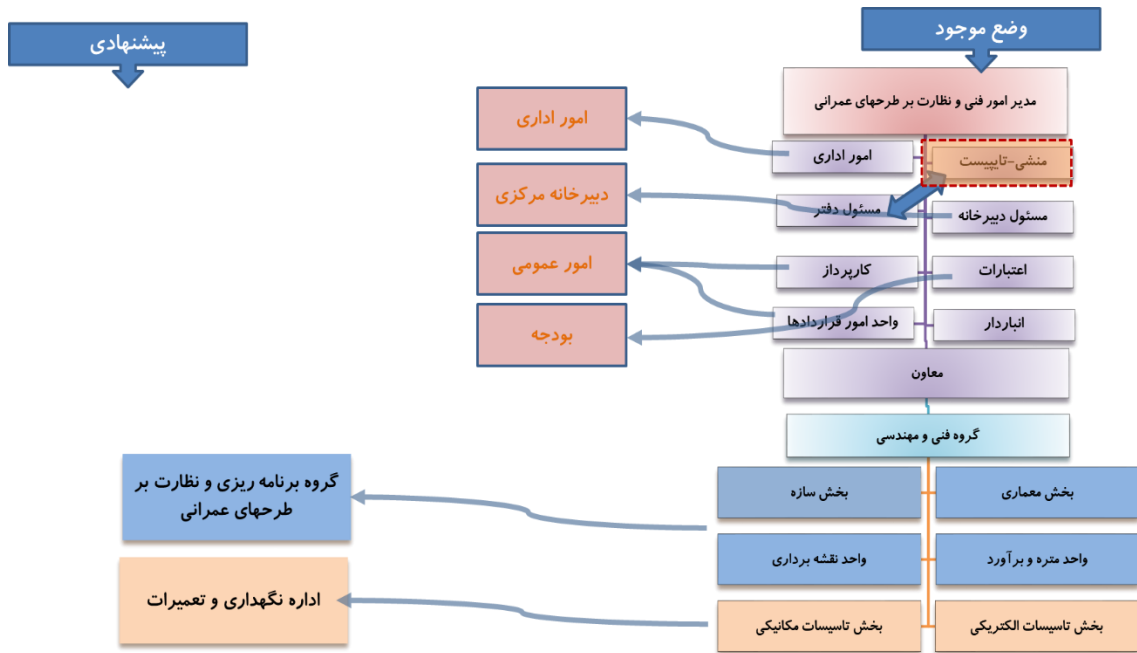 وضع موجود
پیشنهادی
مدیر امور فنی و نظارت بر طرحهای عمرانی
امور اداری
منشی-تایپیست
امور اداری
دبیرخانه مرکزی
مسئول دبیرخانه
مسئول دفتر
امور عمومی
اعتبارات
کارپرداز
بودجه
انباردار
واحد امور قراردادها
معاون
گروه فنی و مهندسی
بخش معماری
بخش سازه
گروه برنامه ریزی و نظارت بر
طرحهای عمرانی
واحد متره و برآورد
واحد نقشه برداری
اداره نگهداری و تعمیرات
بخش تاسیسات الکتریکی
بخش تاسیسات مکانیکی